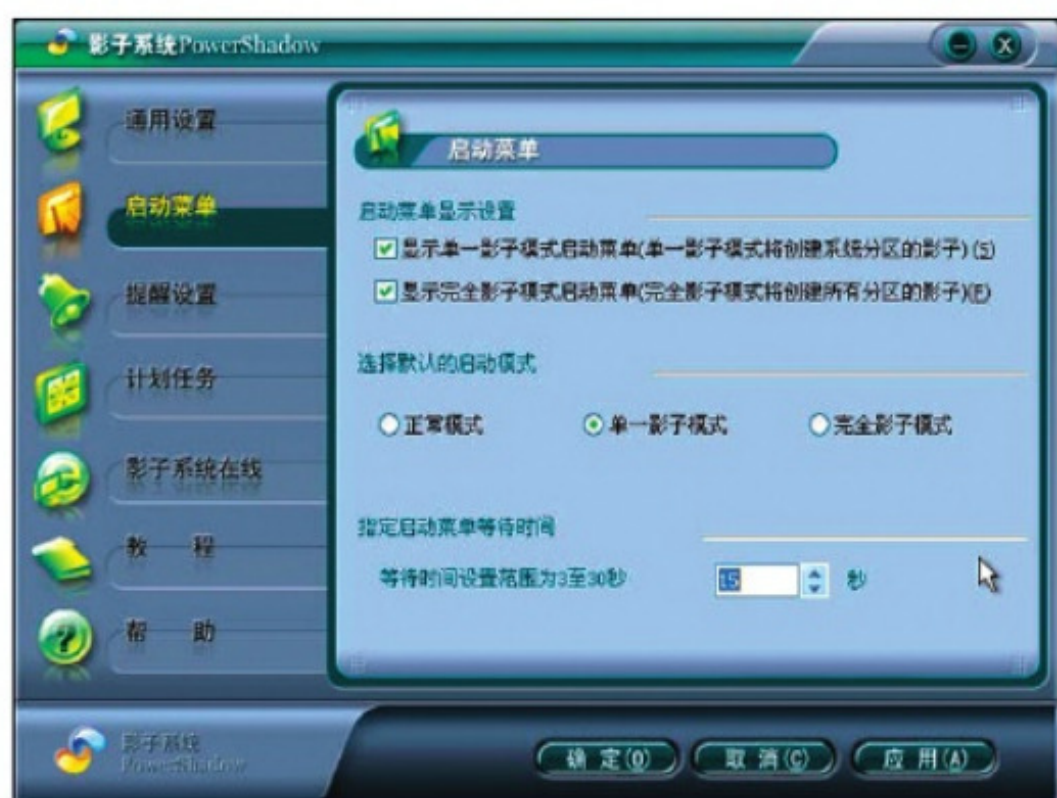 影子系统PowerShadow
通用设置
启动菜单
提醒设置
计划任务
影子系统在线
教 程
帮 助
启动菜单
启动菜单显示设置
显示单一影子模式启动菜单(单一影子模式将创建系统分区的影子)(S)
显示完全影子模式启动菜单(完全影子模式将创建所有分区的影子)(F)
选择默认的启动模式
正常模式 单一影子模式 完全影子模式
指定启动菜单等待时间
等待时间设置范围为3至30秒 15 秒
影子系统
PowerShadow
确 定(O) 取 消(C) 应 用(A)